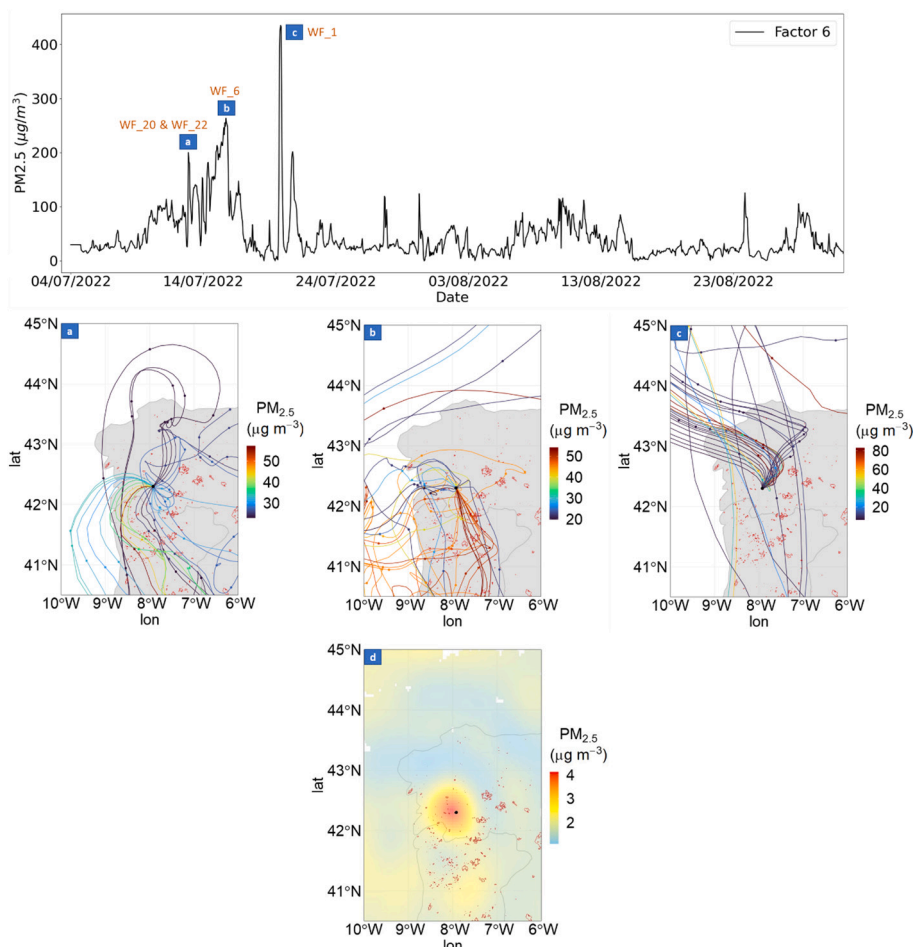 400
300
200
100
0
PM2.5 (μg/m³)
WF_20 & WF_22
a
WF_6
b
c WF_1
Factor 6
04/07/2022 14/07/2022 24/07/2022 03/08/2022 13/08/2022 23/08/2022
Date
a
45°N
44°N
43°N
42°N
41°N
lat
10°W 9°W 8°W 7°W 6°W
lon
PM2.5
(μg m−3)
50
40
30
b
45°N
44°N
43°N
42°N
41°N
lat
10°W 9°W 8°W 7°W 6°W
lon
PM2.5
(μg m−3)
50
40
30
20
c
45°N
44°N
43°N
42°N
41°N
lat
10°W 9°W 8°W 7°W 6°W
lon
PM2.5
(μg m−3)
80
60
40
20
d
45°N
44°N
43°N
42°N
41°N
lat
10°W 9°W 8°W 7°W 6°W
lon
PM2.5
(μg m−3)
4
3
2